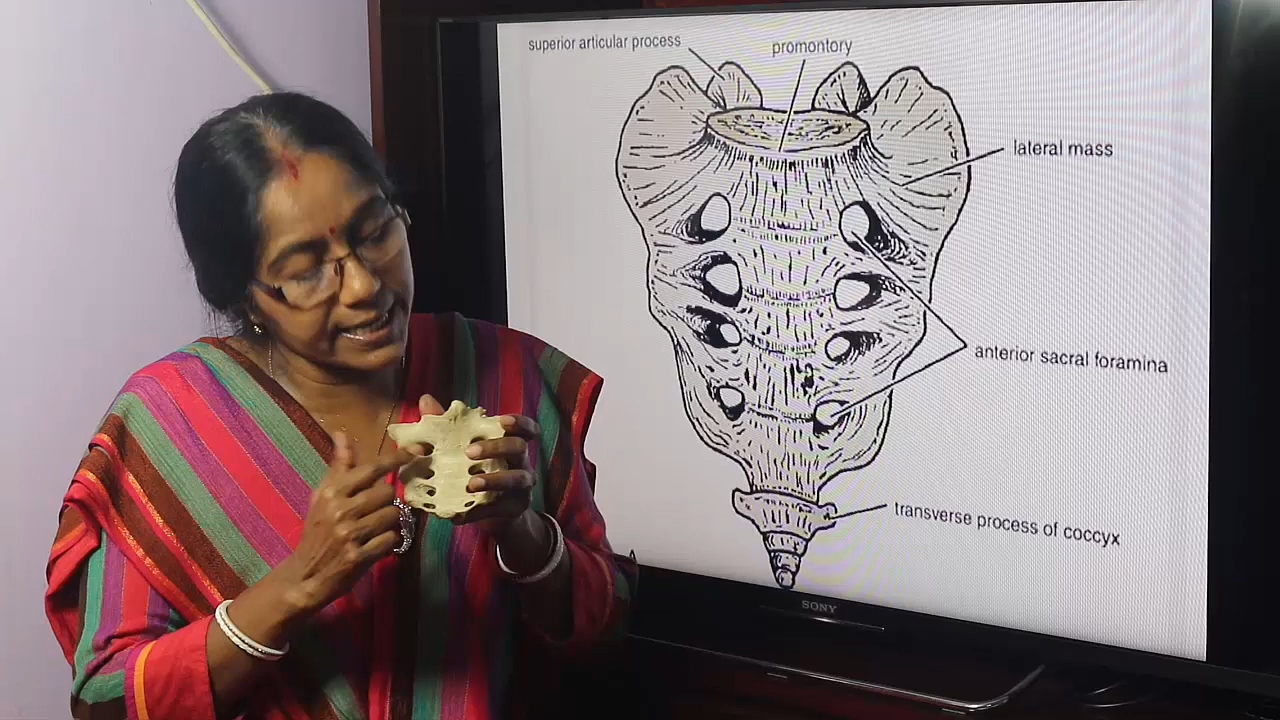 superior articular process
promontory
lateral mass
anterior sacral foramina
transverse process of coccyx
SONY